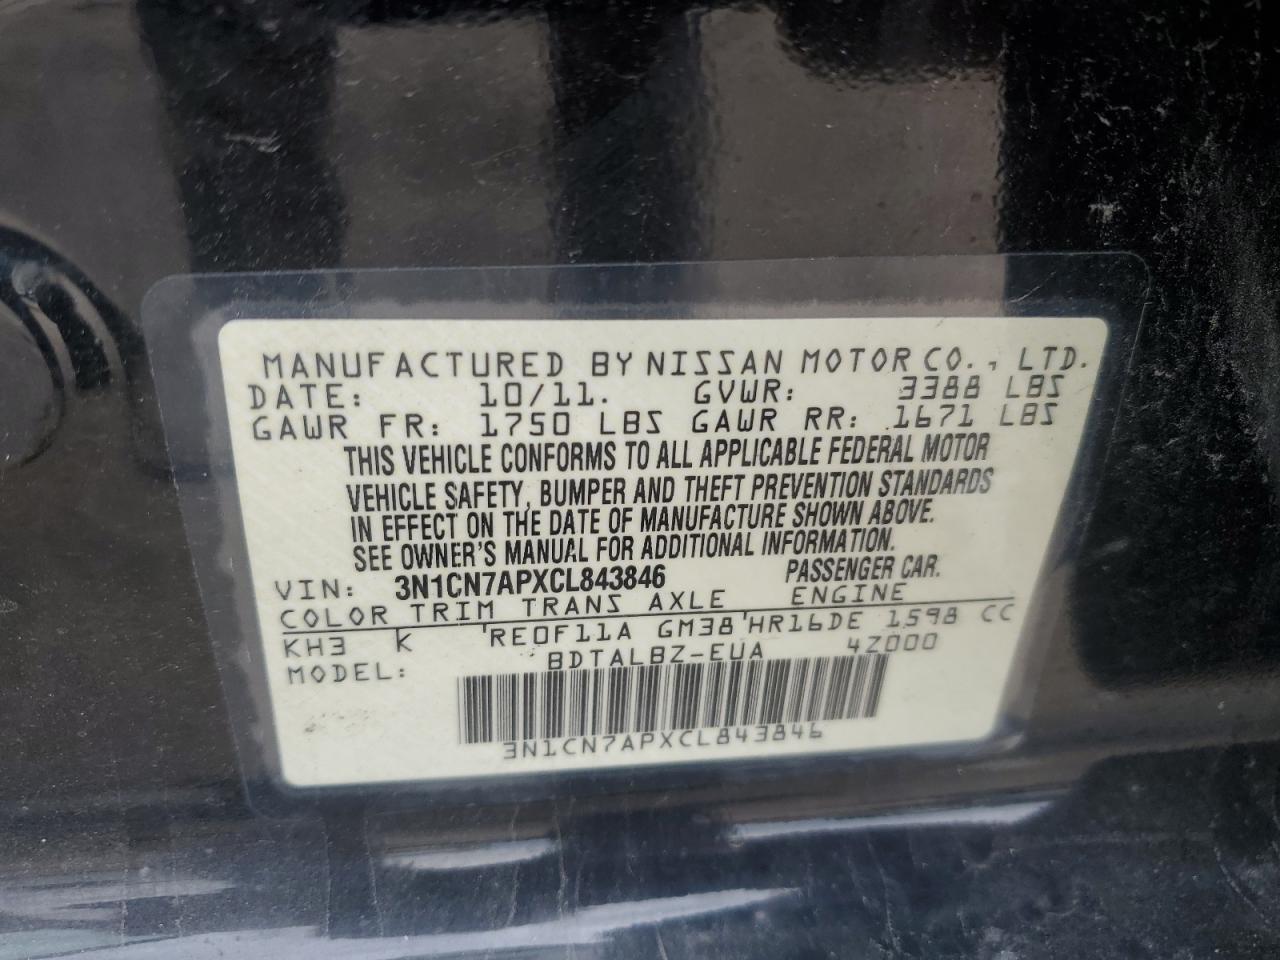 MANUFACTURED BY NISSAN MOTOR CO., LTD.
DATE: 10/11. GVWR: 3388 LBS
GAWR FR: 1750 LBS GAWR RR: 1671 LBS
THIS VEHICLE CONFORMS TO ALL APPLICABLE FEDERAL MOTOR
VEHICLE SAFETY, BUMPER AND THEFT PREVENTION STANDARDS
IN EFFECT ON THE DATE OF MANUFACTURE SHOWN ABOVE.
SEE OWNER'S MANUAL FOR ADDITIONAL INFORMATION.
VIN: 3N1CN7APXCL843846 PASSENGER CAR.
COLOR TRIM TRANS AXLE ENGINE
KH3 K 'RE0F11A GM38'HR16DE 1598 CC
MODEL: BDTALBZ-EUA 4Z000
3N1CN7APXCL843846